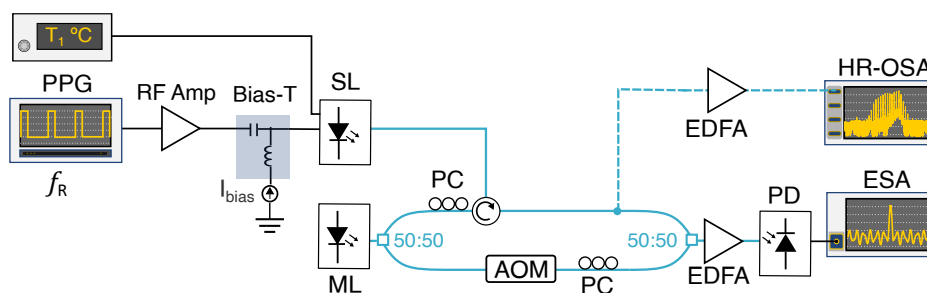 T₁ ºC
PPG
RF Amp
Bias-T
SL
HR-OSA
EDFA
fR
Ibias
PC
PD
ESA
50:50
50:50
ML
AOM
PC
EDFA